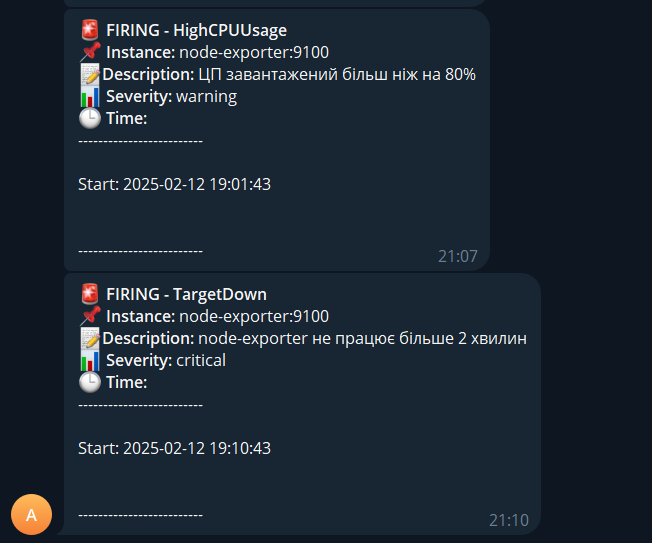 🚨 FIRING - HighCPUUsage
📌 Instance: node-exporter:9100
📝Description: ЦП завантажений більш ніж на 80%
📊 Severity: warning
🕒 Time:
-------------------------
Start: 2025-02-12 19:01:43
-------------------------
21:07
🚨 FIRING - TargetDown
📌 Instance: node-exporter:9100
📝Description: node-exporter не працює більше 2 хвилин
📊 Severity: critical
🕒 Time:
-------------------------
Start: 2025-02-12 19:10:43
-------------------------
21:10
A